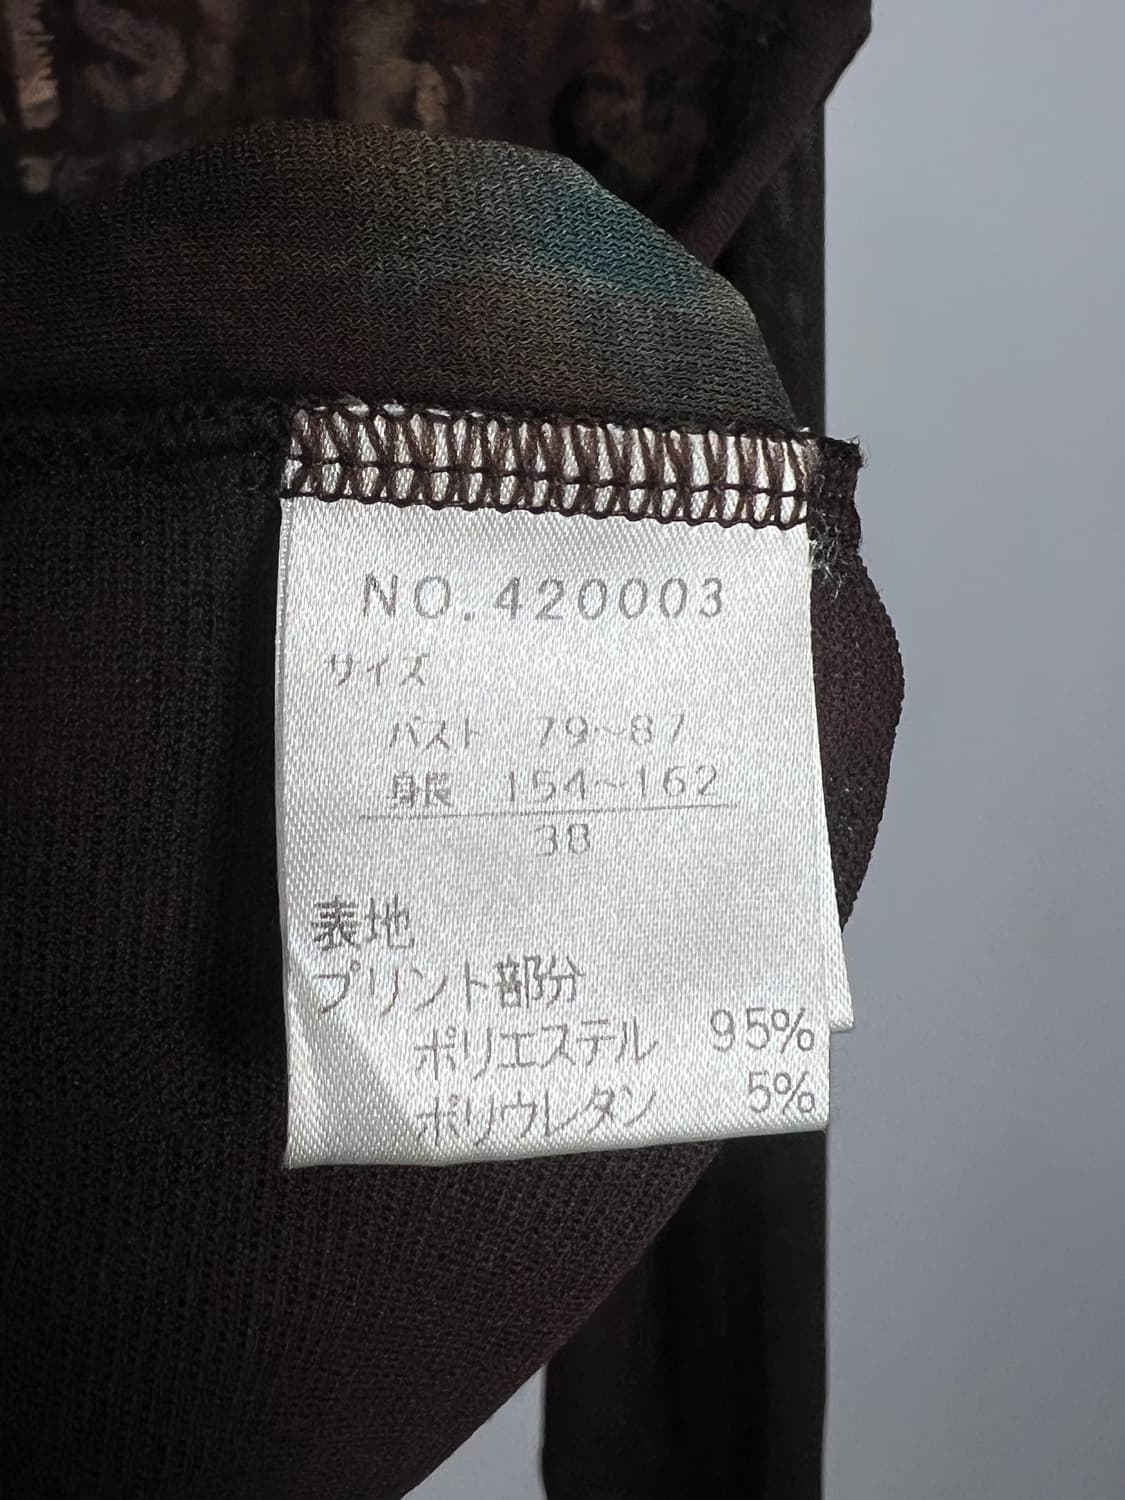 NO.420003
サイズ
バスト 79～87
身長 154～162
38
表地
プリント部分
ポリエステル 95%
ポリウレタン 5%